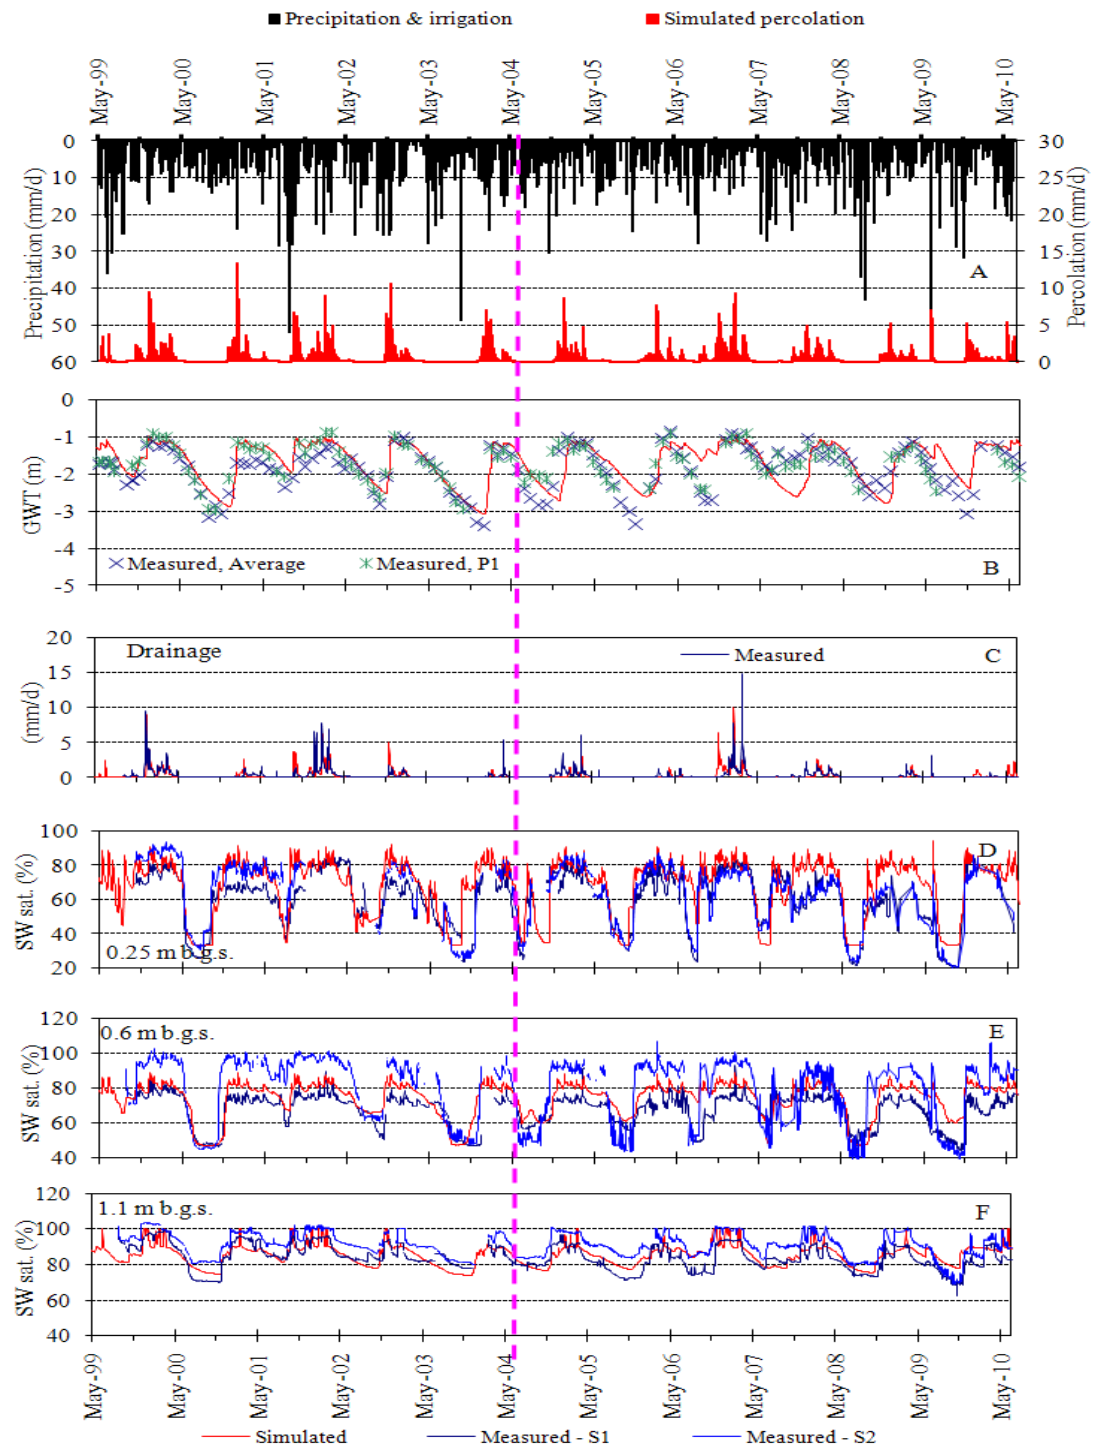 Precipitation & irrigation Simulated percolation
May-99 May-00 May-01 May-02 May-03 May-04 May-05 May-06 May-07 May-08 May-09 May-10
Precipitation (mm/d)
0
10
20
30
40
50
60
30
25
20
15
10
5
0
Percolation (mm/d)
A
GWT (m)
0
-1
-2
-3
-4
-5
Measured, Average Measured, P1
B
Drainage
Measured
C
(mm/d)
20
15
10
5
0
SW sat. (%)
100
80
60
40
20
D
0.25 m b.g.s.
SW sat. (%)
120
100
80
60
40
0.6 m b.g.s.
E
SW sat. (%)
120
100
80
60
40
1.1 m b.g.s.
F
May-99 May-00 May-01 May-02 May-03 May-04 May-05 May-06 May-07 May-08 May-09 May-10
Simulated Measured - S1 Measured - S2